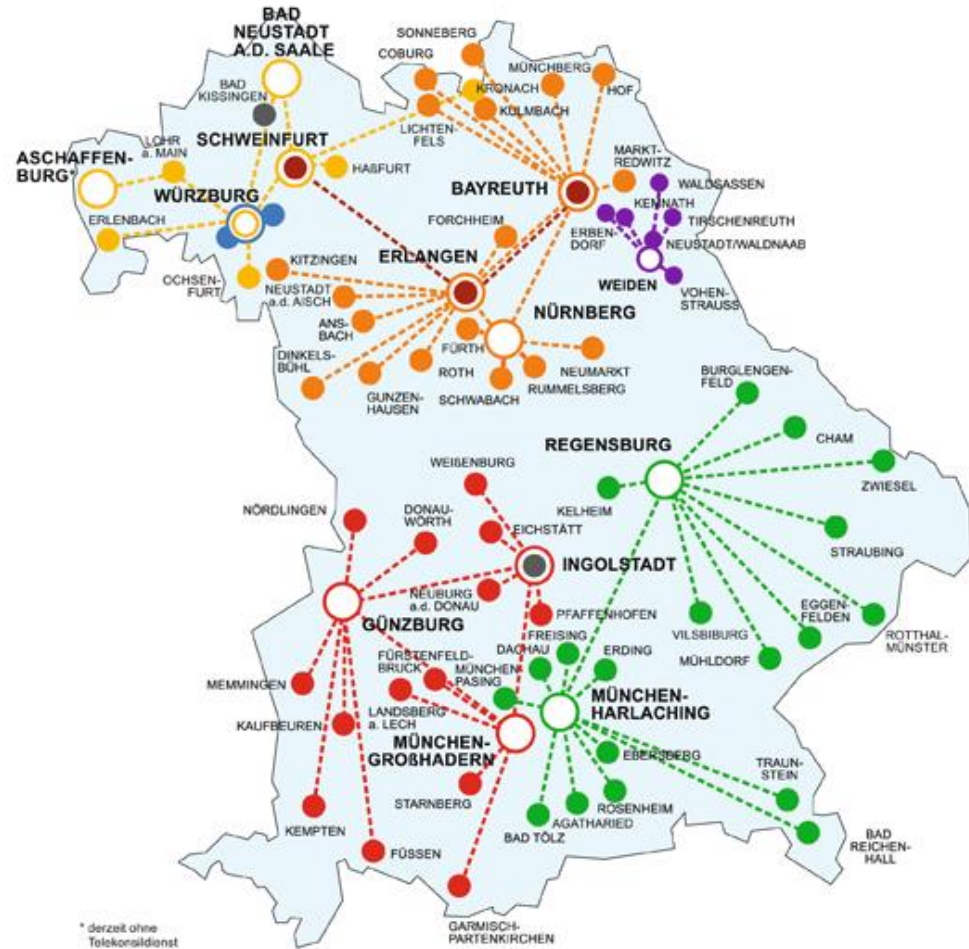 BAD
NEUSTADT
A.D. SAALE
SONNEBERG
COBURG
MÜNCHBERG
HOF
KRONACH
KULMBACH
BAD
KISSINGEN
LICHTEN-
FELS
SCHWEINFURT
LOHR
a. MAIN
ASCHAFFEN-
BURG*
HAßFURT
MARKT-
REDWITZ
WALDSASSEN
BAYREUTH
WÜRZBURG
KEMNATH
TIRSCHENREUTH
ERLENBACH
FORCHHEIM
ERBEN-
DORF
NEUSTADT/WALDNAAB
ERLANGEN
KITZINGEN
OCHSEN-
FURT
NEUSTADT
a.d. AISCH
WEIDEN
VOHEN-
STRAUSS
NÜRNBERG
ANS-
BACH
FÜRTH
DINKELS-
BÜHL
ROTH
NEUMARKT
RUMMELSBERG
GUNZEN-
HAUSEN
SCHWABACH
BURGLENGEN-
FELD
REGENSBURG
CHAM
WEIßENBURG
ZWIESEL
KELHEIM
NÖRDLINGEN
DONAU-
WÖRTH
EICHSTÄTT
STRAUBING
INGOLSTADT
NEUBURG
a.d. DONAU
PFAFFENHOFEN
GÜNZBURG
VILSBIBURG
EGGEN-
FELDEN
ROTTHAL-
MÜNSTER
FREISING
DACHAU
ERDING
MÜHLDORF
FÜRSTENFELD-
BRUCK
MÜNCHEN-
PASING
MEMMINGEN
LANDSBERG
a. LECH
MÜNCHEN-
HARLACHING
KAUFBEUREN
MÜNCHEN-
GROßHADERN
EBERSBERG
TRAUN-
STEIN
STARNBERG
ROSENHEIM
KEMPTEN
AGATHARIED
BAD TÖLZ
BAD
REICHEN-
HALL
FÜSSEN
GARMISCH-
PARTENKIRCHEN
* derzeit ohne
Telekonsildienst